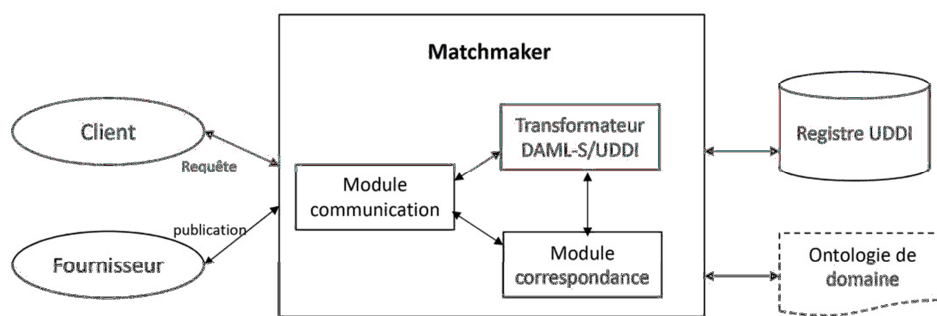 Matchmaker
Client
Requête
publication
Fournisseur
Module
communication
Transformateur
DAML-S/UDDI
Module
correspondance
Registre UDDI
Ontologie de
domaine